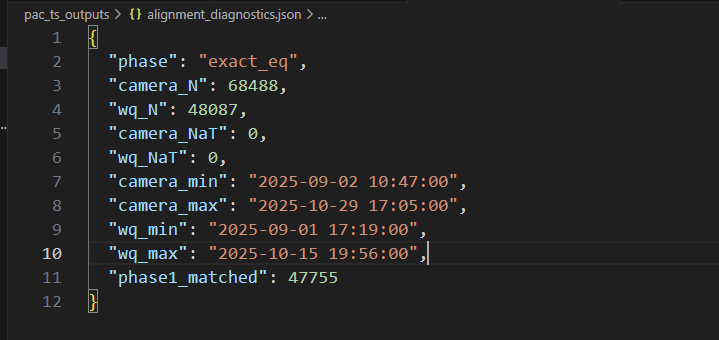 pac_ts_outputs > {} alignment_diagnostics.json > ...
1 {
2 "phase": "exact_eq",
3 "camera_N": 68488,
4 "wq_N": 48087,
5 "camera_NaT": 0,
6 "wq_NaT": 0,
7 "camera_min": "2025-09-02 10:47:00",
8 "camera_max": "2025-10-29 17:05:00",
9 "wq_min": "2025-09-01 17:19:00",
10 "wq_max": "2025-10-15 19:56:00",
11 "phase1_matched": 47755
12 }